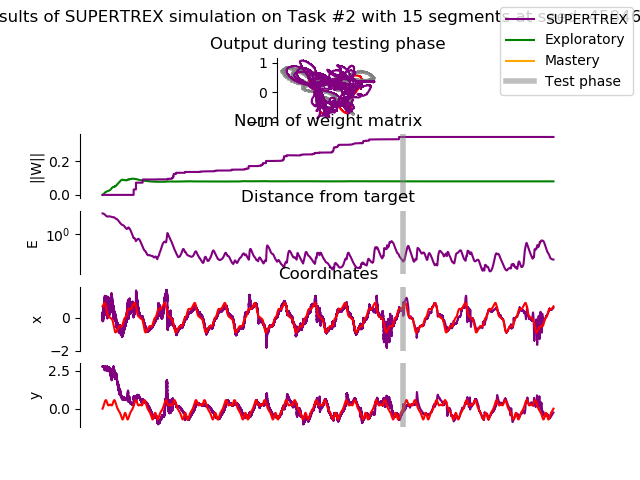 sults of SUPERTREX simulation on Task #2 with 15 segments at
SUPERTREX
Exploratory
Mastery
Test phase
Output during testing phase
1
−1
Norm of weight matrix
||W||
0.2
0.0
Distance from target
E
10⁰
Coordinates
x
0
−2
y
2.5
0.0